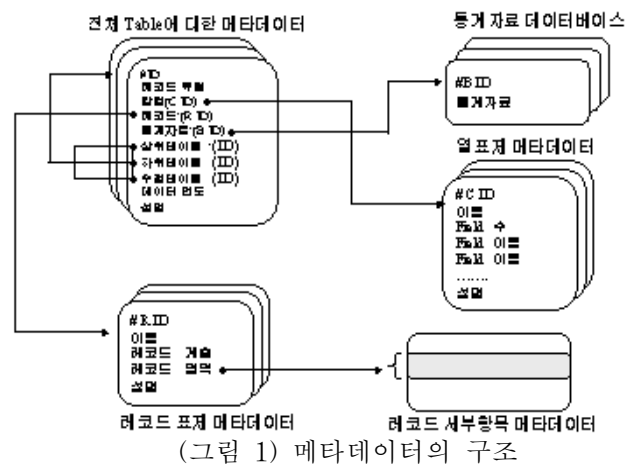 전체 Table에 대한 메타데이터
#ID
레코드 유형
칼럼(C ID)
레코드(R ID)
통계자료(B ID)
상위테이블 (ID)
하위테이블 (ID)
수평테이블 (ID)
데이터 연도
설명
통계 자료 데이터베이스
#B ID
통계자료
열표제 메타데이터
#C ID
이름
Field 수
Field 이름
Field 이름
.......
설명
#R ID
이름
레코드 계층
레코드 영역
설명
레코드 표제 메타데이터
레코드 세부항목 메타데이터
(그림 1) 메타데이터의 구조